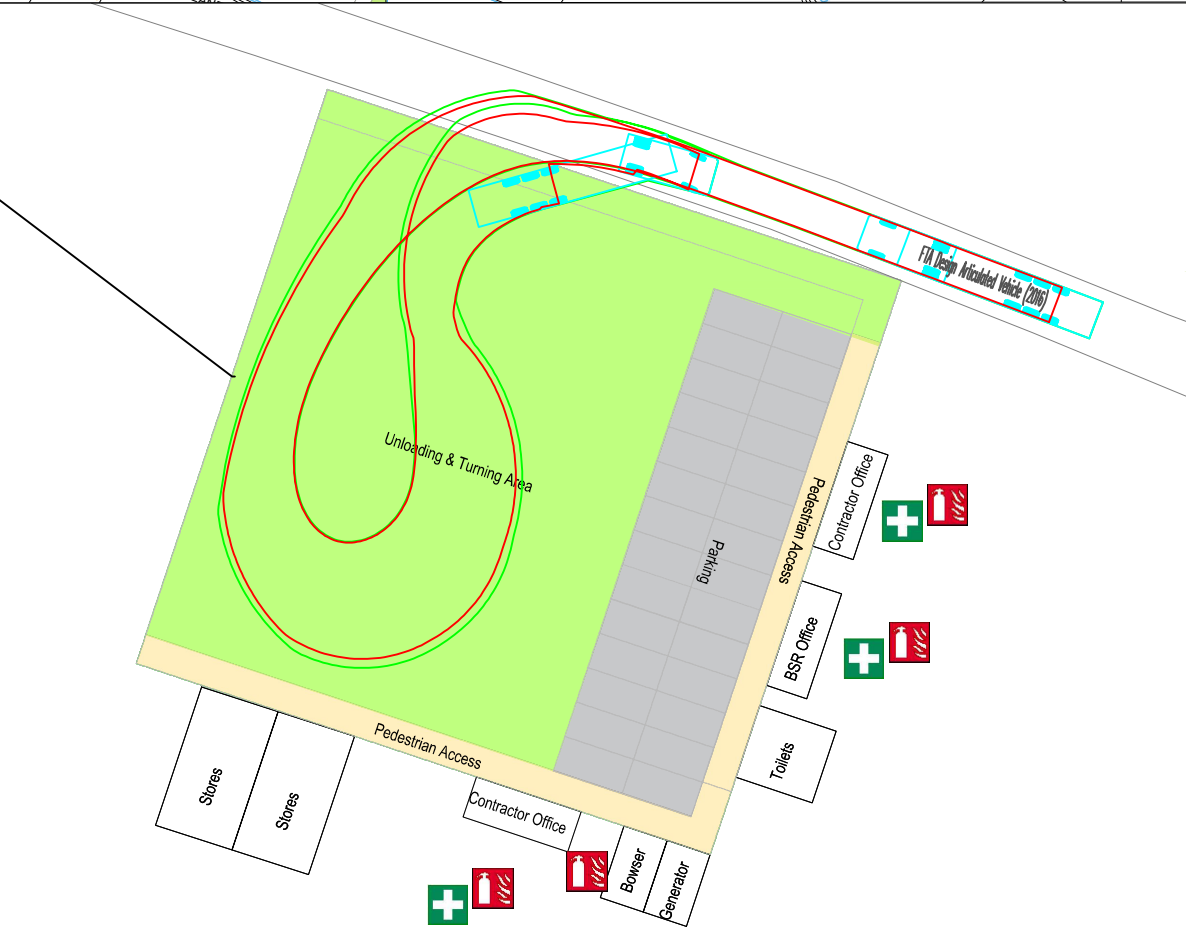 FTA Design Articulated Vehicle (2016)
Unloading & Turning Area
Contractor Office
Pedestrian Access
Parking
BSR Office
Toilets
Pedestrian Access
Stores
Stores
Contractor Office
Bowser
Generator